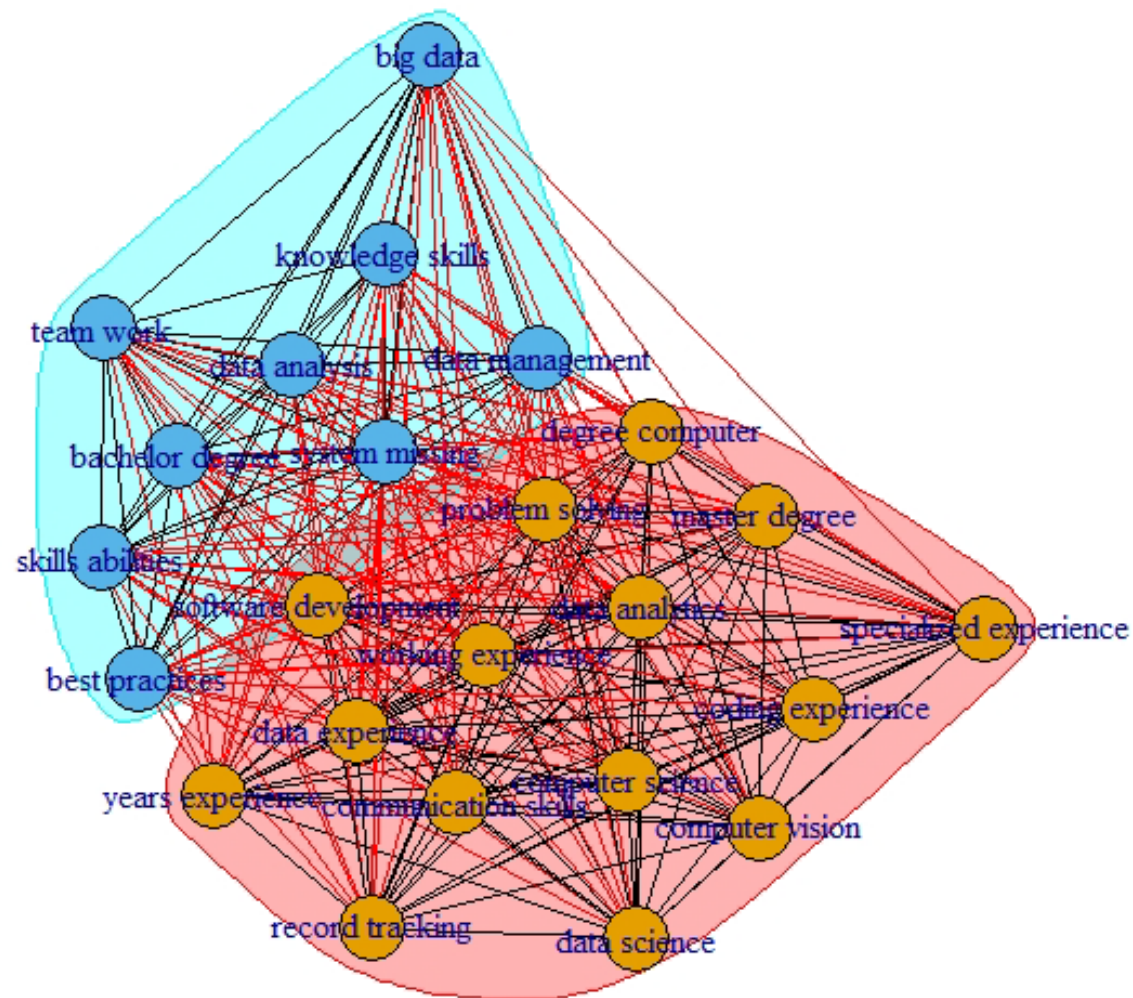 big data
knowledge skills
team work
data analysis
data management
degree computer
bachelor degree
system missing
problem solving
master degree
skills abilities
software development
data analytics
specialized experience
working experience
best practices
coding experience
data experience
computer science
years experience
communication skills
computer vision
record tracking
data science